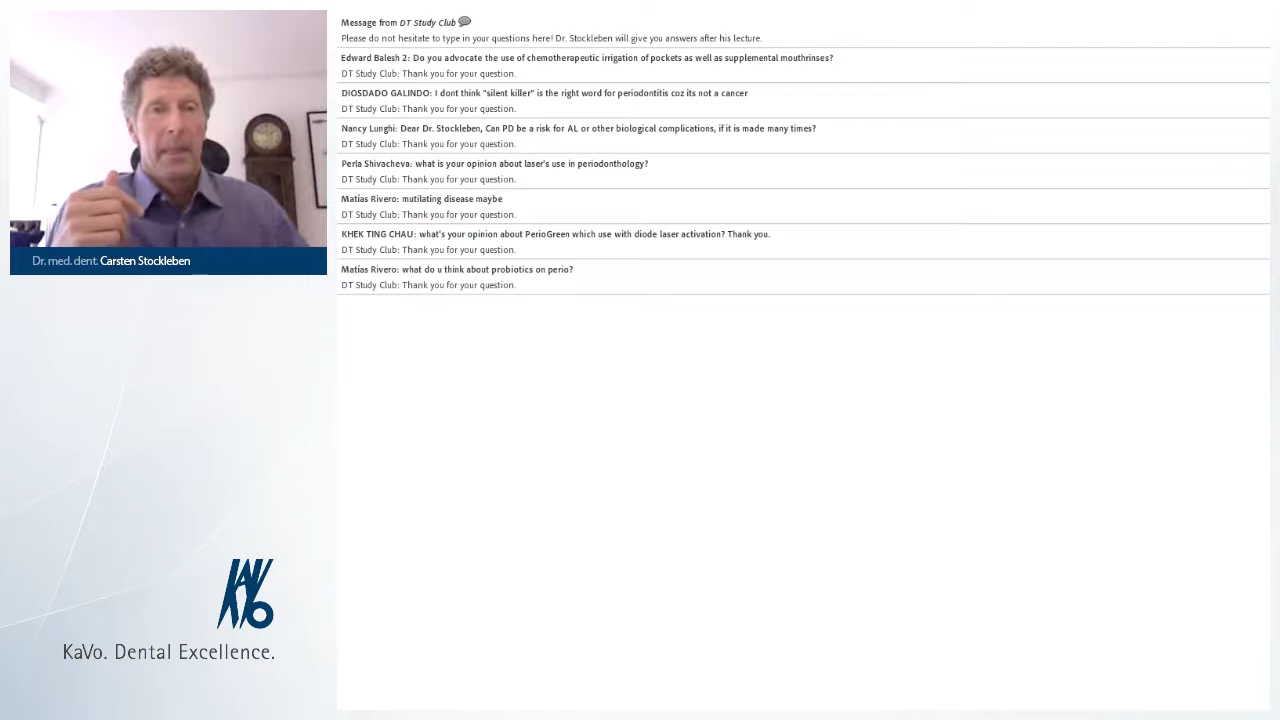 Message from DT Study Club
Please do not hesitate to type in your questions here! Dr. Stockleben will give you answers after his lecture.
Edward Balesh 2: Do you advocate the use of chemotherapeutic irrigation of pockets as well as supplemental mouthrinses?
DT Study Club: Thank you for your question.
DIOSDADO GALINDO: I dont think "silent killer" is the right word for periodontitis coz its not a cancer
DT Study Club: Thank you for your question.
Nancy Lunghi: Dear Dr. Stockleben, Can PD be a risk for AL or other biological complications, if it is made many times?
DT Study Club: Thank you for your question.
Perla Shivacheva: what is your opinion about laser's use in periodonthology?
DT Study Club: Thank you for your question.
Matías Rivero: mutilating disease maybe
DT Study Club: Thank you for your question.
KHEK TING CHAU: what's your opinion about PerioGreen which use with diode laser activation? Thank you.
DT Study Club: Thank you for your question.
Matías Rivero: what do u think about probiotics on perio?
DT Study Club: Thank you for your question.
Dr. med. dent. Carsten Stockleben
KAVO
KaVo. Dental Excellence.